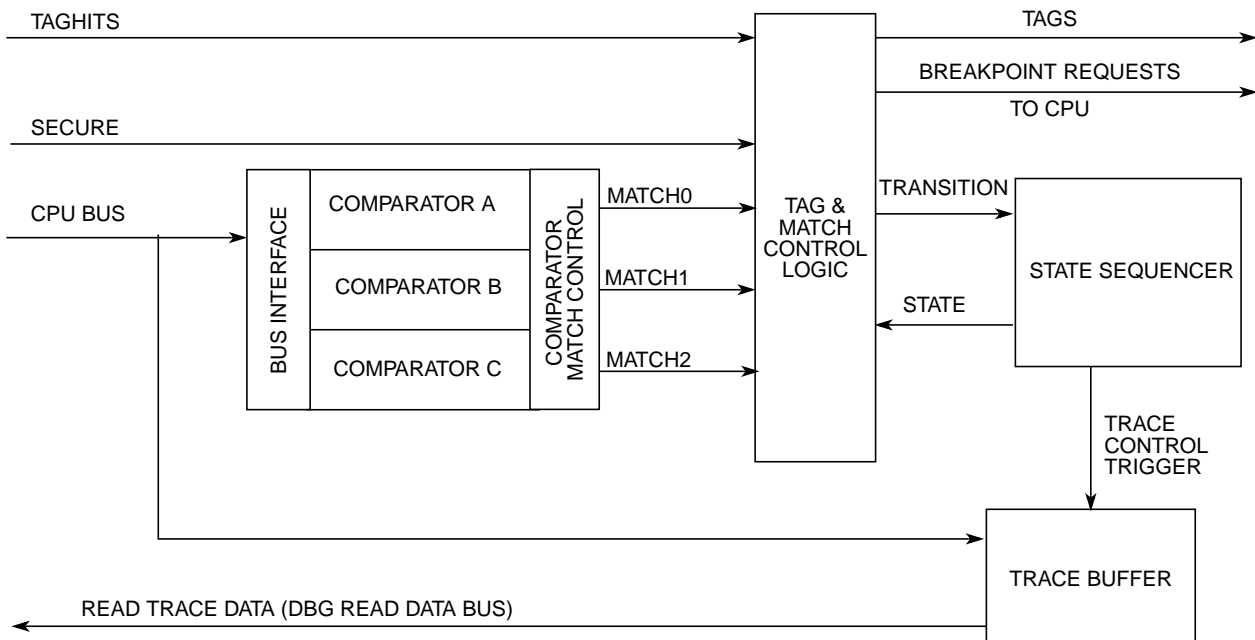 TAGHITS
TAGS
BREAKPOINT REQUESTS
TO CPU
SECURE
CPU BUS
BUS INTERFACE
COMPARATOR A
COMPARATOR B
COMPARATOR C
COMPARATOR
MATCH CONTROL
MATCH0
MATCH1
MATCH2
TAG &
MATCH
CONTROL
LOGIC
TRANSITION
STATE
STATE SEQUENCER
TRACE
CONTROL
TRIGGER
TRACE BUFFER
READ TRACE DATA (DBG READ DATA BUS)